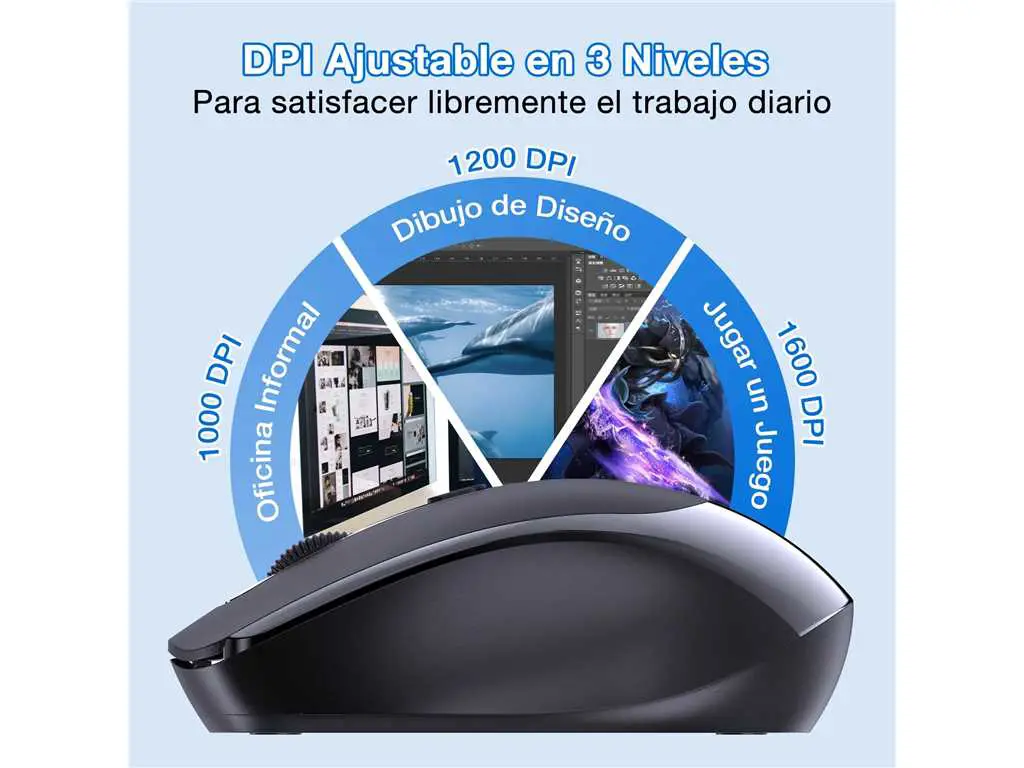 DPI Ajustable en 3 Niveles
Para satisfacer libremente el trabajo diario
1200 DPI
Dibujo de Diseño
1000 DPI
Oficina Informal
1600 DPI
Jugar un Juego